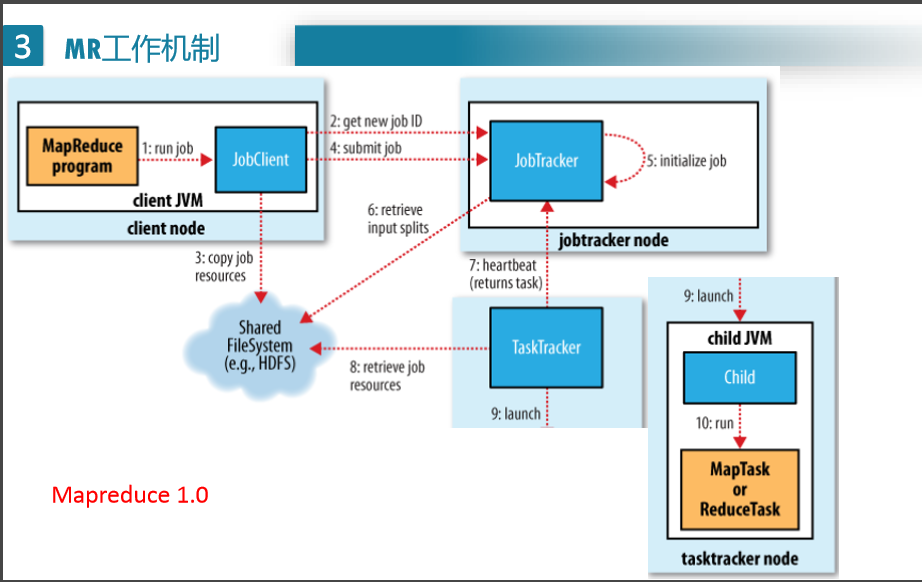 3
MR工作机制
MapReduce
program
1: run job
JobClient
client JVM
client node
2: get new job ID
4: submit job
JobTracker
5: initialize job
jobtracker node
3: copy job
resources
6: retrieve
input splits
7: heartbeat
(returns task)
Shared
FileSystem
(e.g., HDFS)
TaskTracker
8: retrieve job
resources
9: launch
9: launch
child JVM
Child
10: run
MapTask
or
ReduceTask
tasktracker node
Mapreduce 1.0